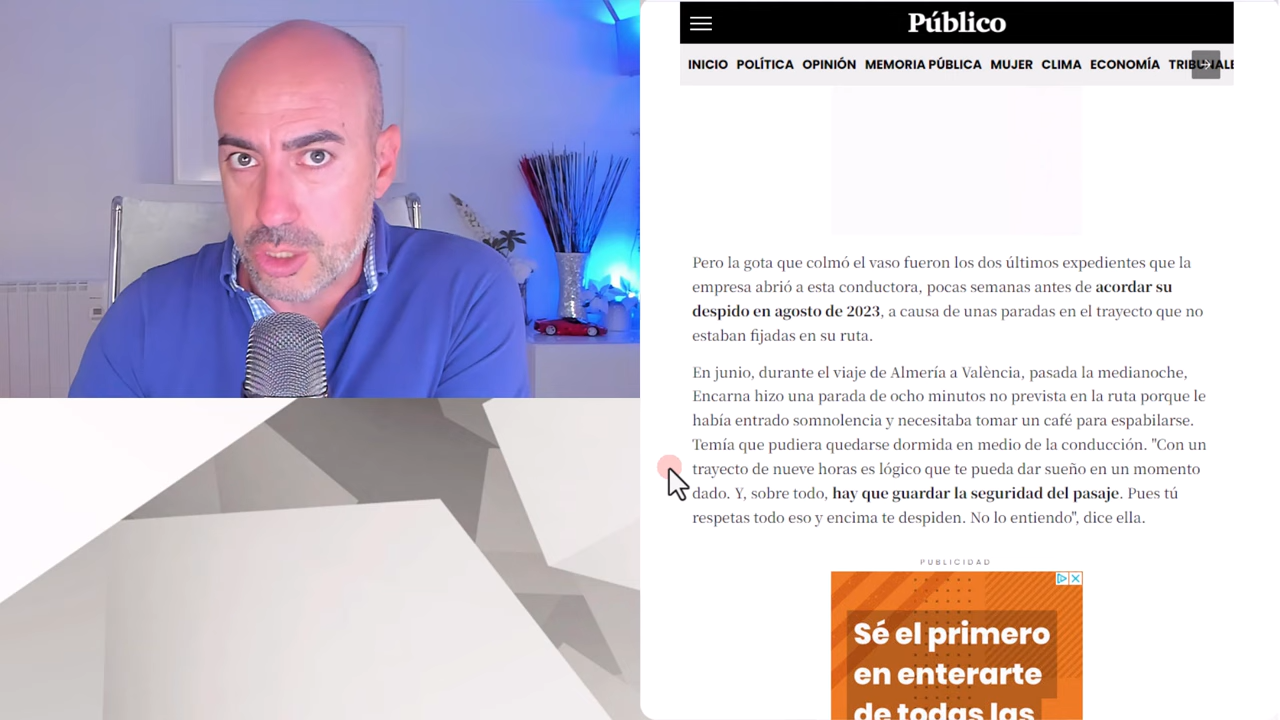 Público
INICIO POLÍTICA OPINIÓN MEMORIA PÚBLICA MUJER CLIMA ECONOMÍA TRIBUNALE
Pero la gota que colmó el vaso fueron los dos últimos expedientes que la
empresa abrió a esta conductora, pocas semanas antes de acordar su
despido en agosto de 2023, a causa de unas paradas en el trayecto que no
estaban fijadas en su ruta.
En junio, durante el viaje de Almería a València, pasada la medianoche,
Encarna hizo una parada de ocho minutos no prevista en la ruta porque le
había entrado somnolencia y necesitaba tomar un café para espabilarse.
Temía que pudiera quedarse dormida en medio de la conducción. "Con un
trayecto de nueve horas es lógico que te pueda dar sueño en un momento
dado. Y, sobre todo, hay que guardar la seguridad del pasaje. Pues tú
respetas todo eso y encima te despiden. No lo entiendo", dice ella.
PUBLICIDAD
Sé el primero
en enterarte
de todas las